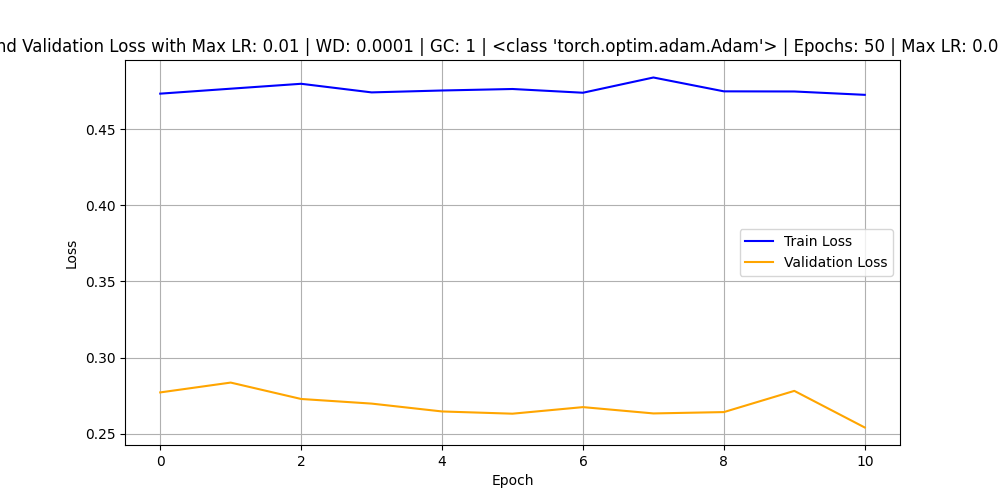 nd Validation Loss with Max LR: 0.01 | WD: 0.0001 | GC: 1 | <class 'torch.optim.adam.Adam'> | Epochs: 50 | Max LR: 0.0
0.45
0.40
0.35
0.30
0.25
Loss
Train Loss
Validation Loss
0 2 4 6 8 10
Epoch